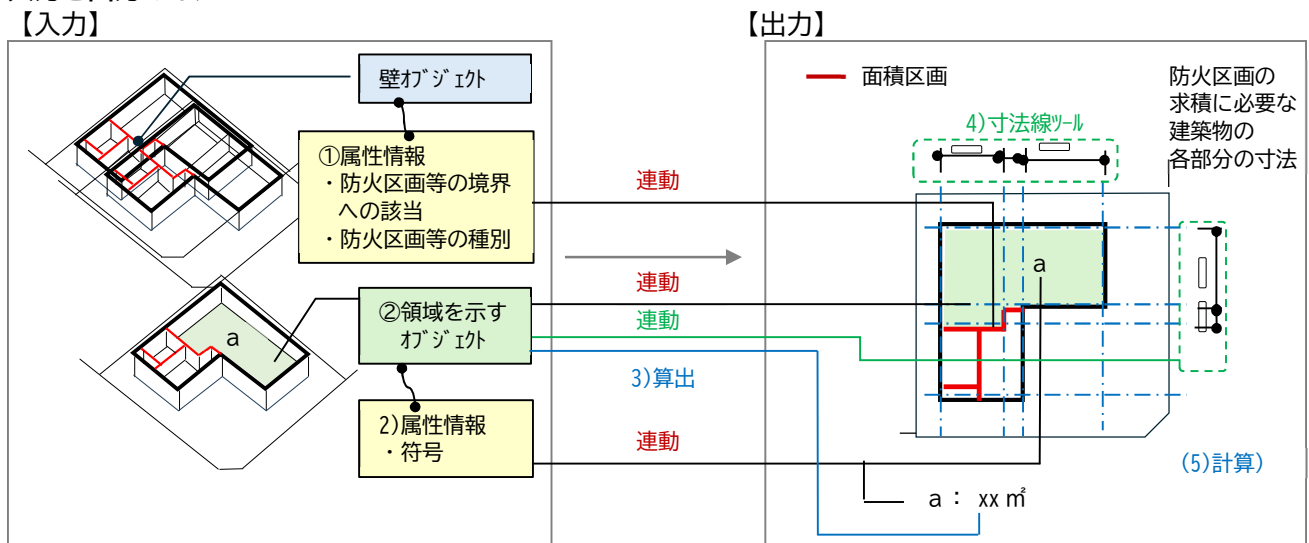 【入力】
【出力】
壁ｵﾌﾞｼﾞｪｸﾄ
①属性情報
・防火区画等の境界
への該当
・防火区画等の種別
②領域を示す
ｵﾌﾞｼﾞｪｸﾄ
2)属性情報
・符号
a
連動
連動
連動
3)算出
連動
面積区画
4)寸法線ﾂｰﾙ
防火区画の
求積に必要な
建築物の
各部分の寸法
a
(5)計算)
a： xx㎡